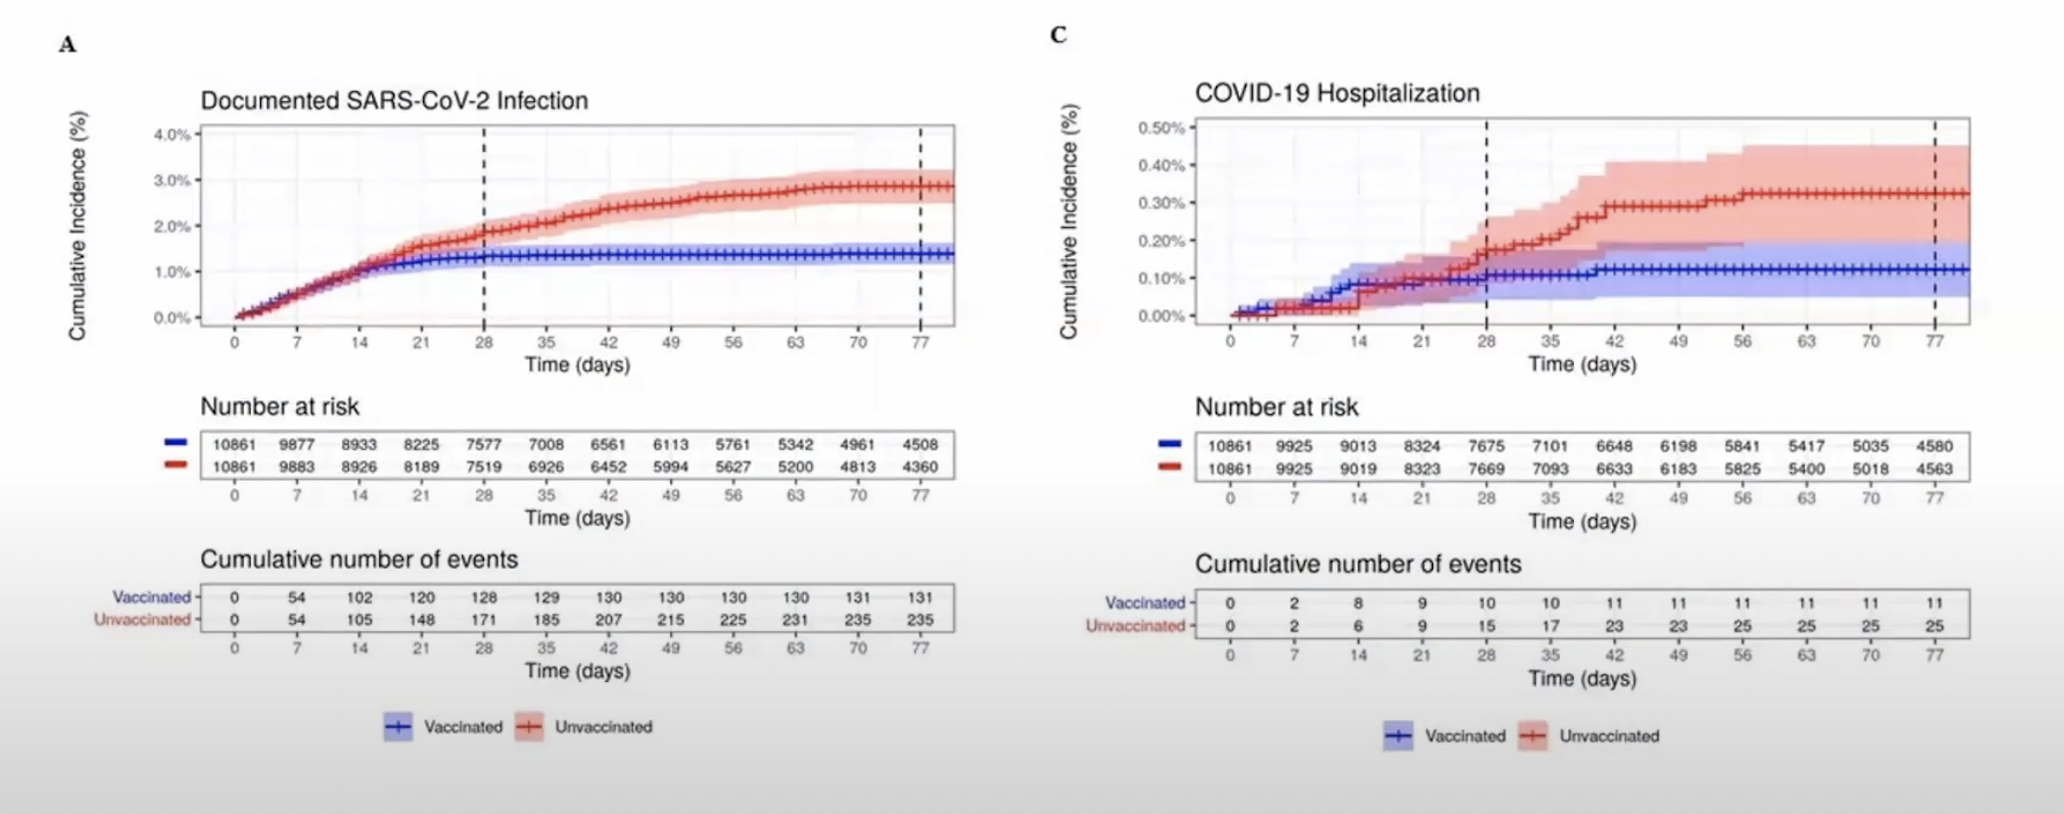 A
Documented SARS-CoV-2 Infection
Cumulative Incidence (%)
4.0%
3.0%
2.0%
1.0%
0.0%
0 7 14 21 28 35 42 49 56 63 70 77
Time (days)
Number at risk
10861 9877 8933 8225 7577 7008 6561 6113 5761 5342 4961 4508
10861 9883 8926 8189 7519 6926 6452 5994 5627 5200 4813 4360
0 7 14 21 28 35 42 49 56 63 70 77
Time (days)
Cumulative number of events
Vaccinated 0 54 102 120 128 129 130 130 130 130 131 131
Unvaccinated 0 54 105 148 171 185 207 215 225 231 235 235
0 7 14 21 28 35 42 49 56 63 70 77
Time (days)
Vaccinated Unvaccinated
C
COVID-19 Hospitalization
Cumulative Incidence (%)
0.50%
0.40%
0.30%
0.20%
0.10%
0.00%
0 7 14 21 28 35 42 49 56 63 70 77
Time (days)
Number at risk
10861 9925 9013 8324 7675 7101 6648 6198 5841 5417 5035 4580
10861 9925 9019 8323 7669 7093 6633 6183 5825 5400 5018 4563
0 7 14 21 28 35 42 49 56 63 70 77
Time (days)
Cumulative number of events
Vaccinated 0 2 8 9 10 10 11 11 11 11 11 11
Unvaccinated 0 2 6 9 15 17 23 23 25 25 25 25
0 7 14 21 28 35 42 49 56 63 70 77
Time (days)
Vaccinated Unvaccinated